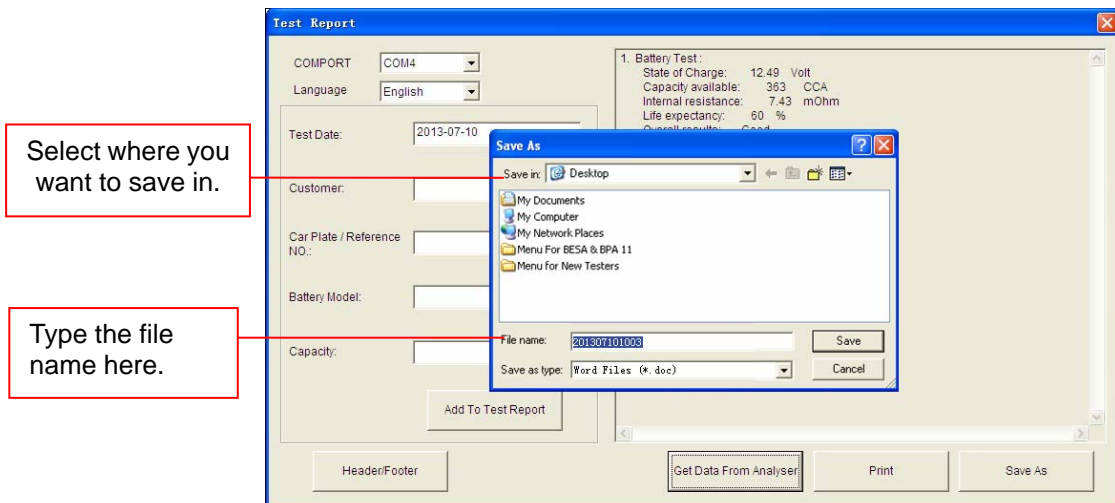 Test Report
COMPORT
COM4
Language
English
Test Date:
2013-07-10
Customer:
Car Plate / Reference
NO.:
Battery Model:
Capacity:
Add To Test Report
Header/Footer
1. Battery Test :
State of Charge: 12.49 Volt
Capacity available: 363 CCA
Internal resistance: 7.43 mOhm
Life expectancy: 60 %
Overall results: Good
Save As
Save in: Desktop
My Documents
My Computer
My Network Places
Menu For BESA & BPA 11
Menu for New Testers
File name: 201307101003
Save
Save as type: Word Files (*.doc)
Cancel
Get Data From Analyser
Print
Save As
Select where you
want to save in.
Type the file
name here.